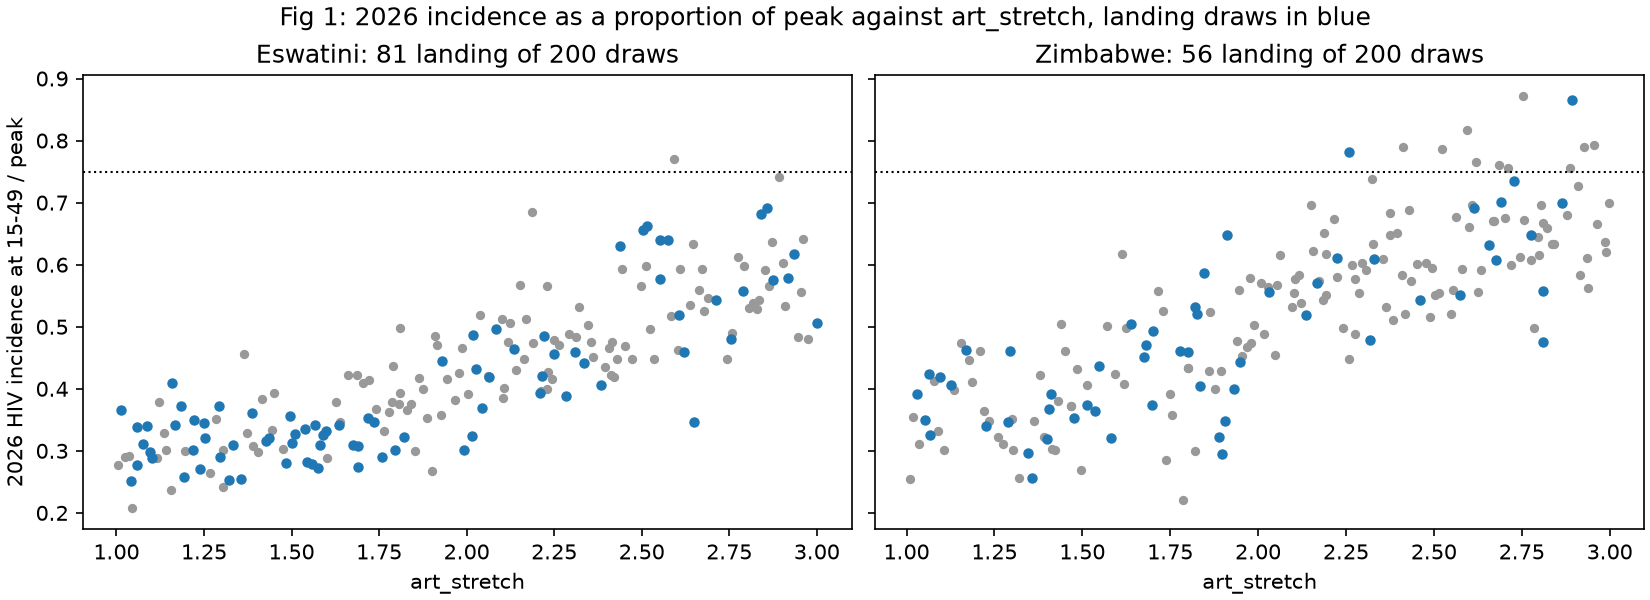 Fig 1: 2026 incidence as a proportion of peak against art_stretch, landing draws in blue
Eswatini: 81 landing of 200 draws
Zimbabwe: 56 landing of 200 draws
2026 HIV incidence at 15-49 / peak
0.9
0.8
0.7
0.6
0.5
0.4
0.3
0.2
1.00 1.25 1.50 1.75 2.00 2.25 2.50 2.75 3.00
1.00 1.25 1.50 1.75 2.00 2.25 2.50 2.75 3.00
art_stretch
art_stretch